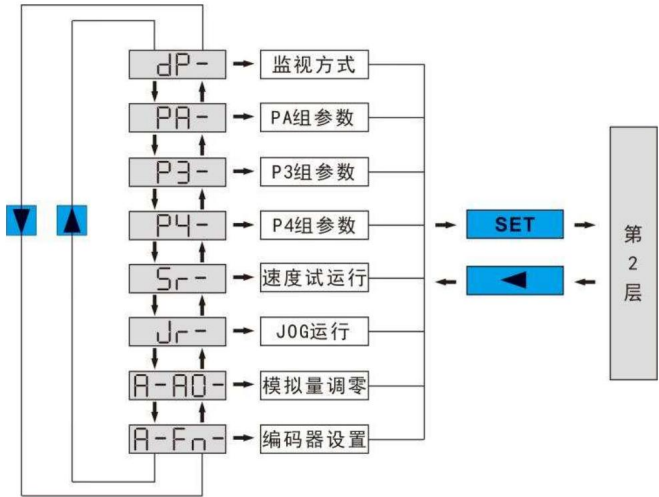 dP-
监视方式
PA-
PA组参数
P3-
P3组参数
P4-
P4组参数
SET
第2层
Sr-
速度试运行
Jr-
JOG运行
A-A0-
模拟量调零
A-Fn-
编码器设置